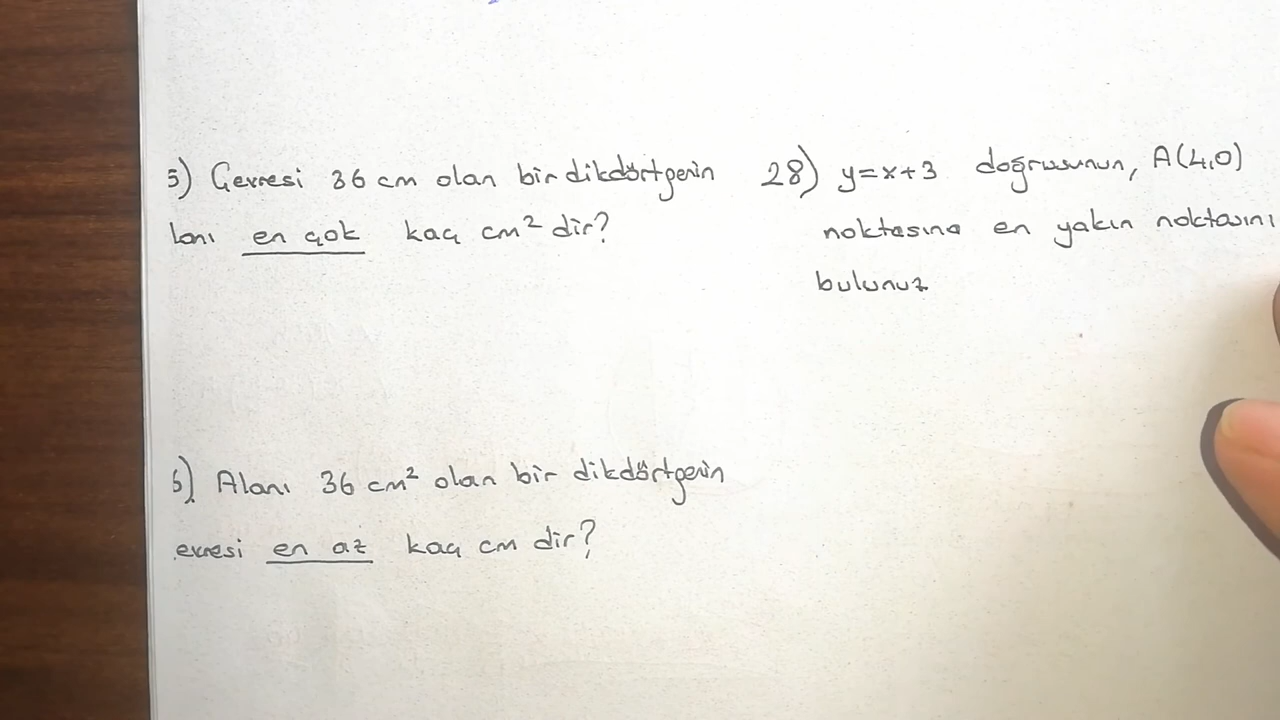 5) Çevresi 36 cm olan bir dikdörtgenin
lanı en çok kaç cm² dir?
6) Alanı 36 cm² olan bir dikdörtgenin
evresi en az kaç cm dir?
28) y=x+3 doğrusunun, A(4,0)
noktasına en yakın noktasını
bulunuz